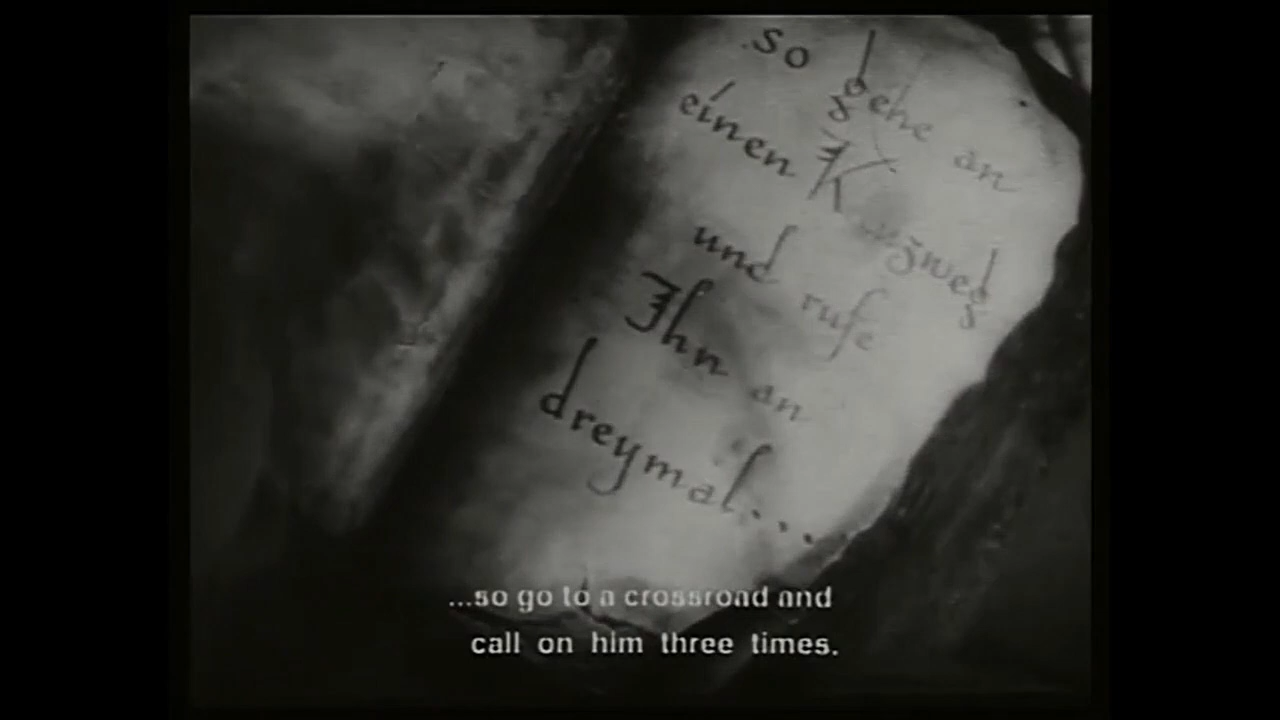 so gehe an
einen Kreuzweg
und rufe
Ihn an
dreymal...
...so go to a crossroad and
call on him three times.